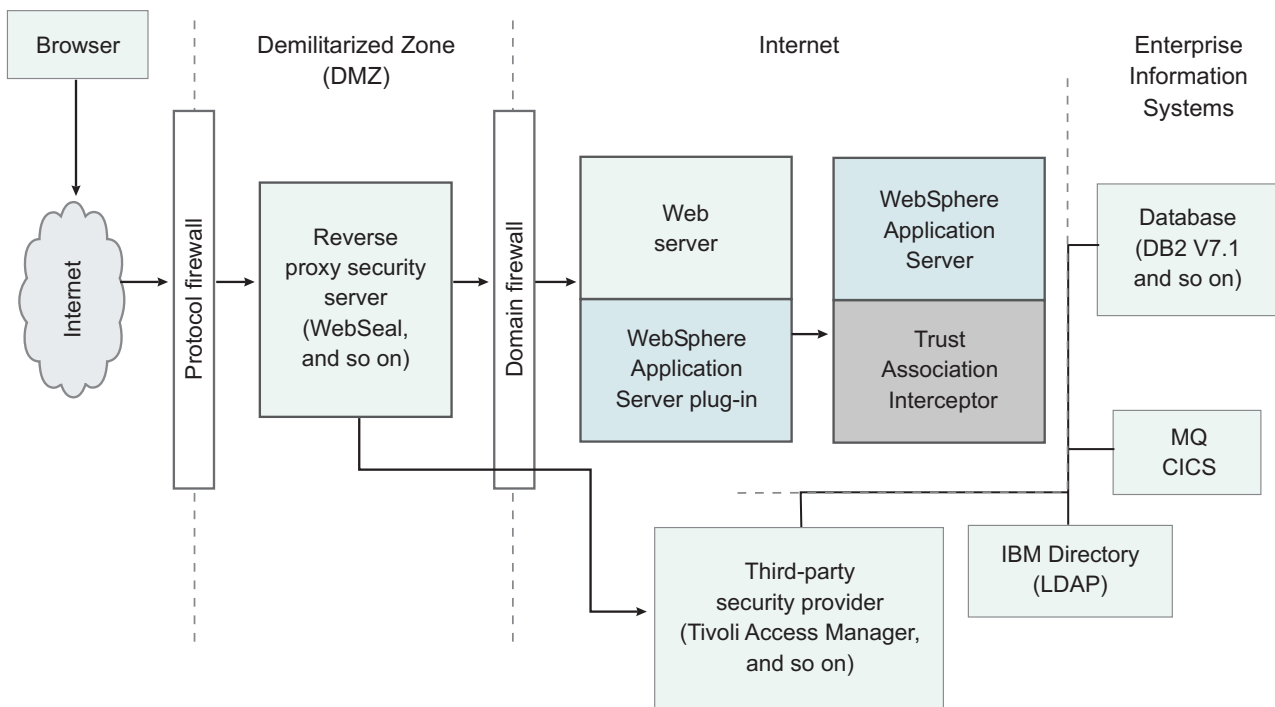 Browser
Demilitarized Zone
(DMZ)
Internet
Enterprise
Information
Systems
Internet
Protocol firewall
Reverse
proxy security
server
(WebSeal,
and so on)
Domain firewall
Web
server
WebSphere
Application
Server plug-in
WebSphere
Application
Server
Trust
Association
Interceptor
Database
(DB2 V7.1
and so on)
MQ
CICS
IBM Directory
(LDAP)
Third-party
security provider
(Tivoli Access Manager,
and so on)